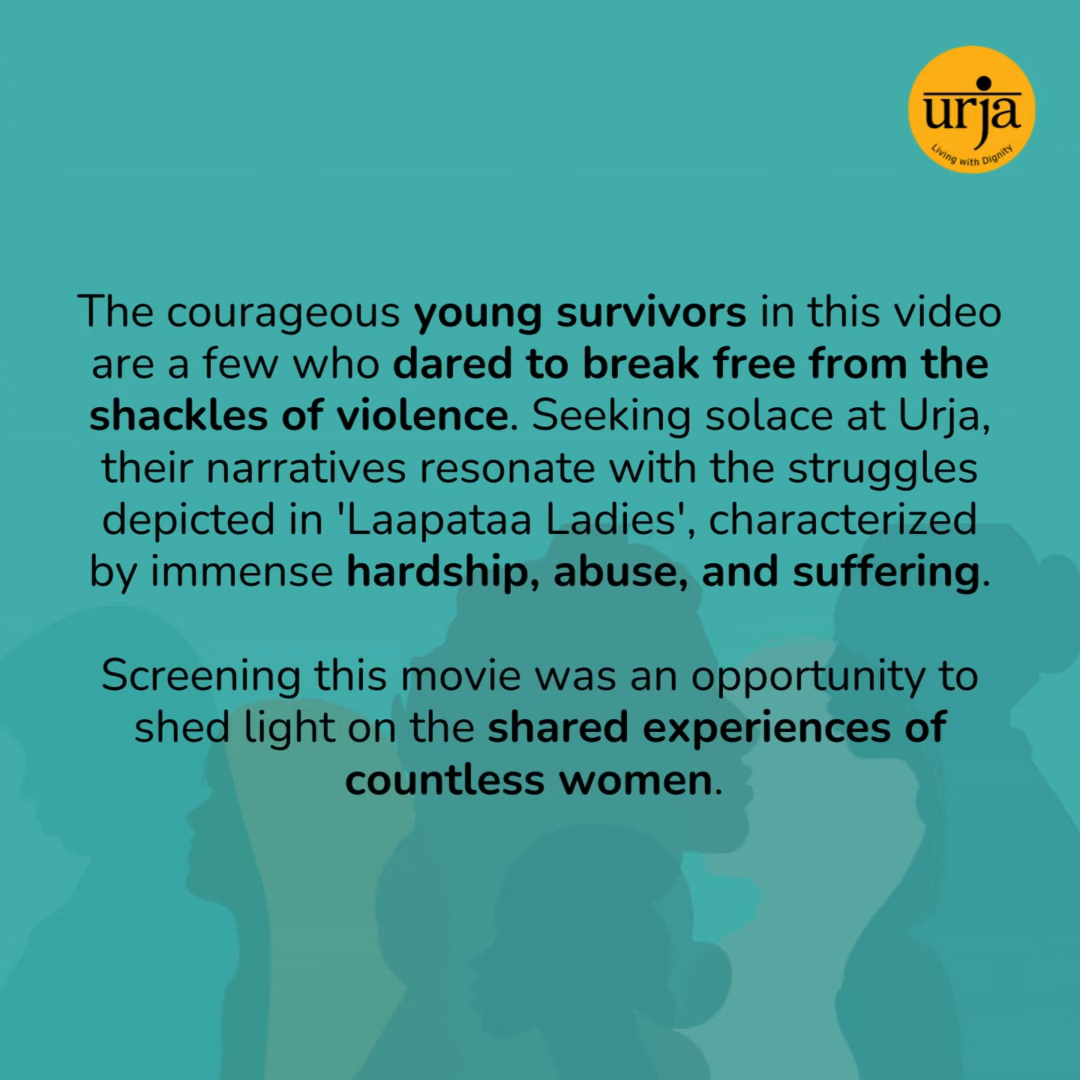 urja
Living with Dignity
The courageous young survivors in this video
are a few who dared to break free from the
shackles of violence. Seeking solace at Urja,
their narratives resonate with the struggles
depicted in 'Laapataa Ladies', characterized
by immense hardship, abuse, and suffering.
Screening this movie was an opportunity to
shed light on the shared experiences of
countless women.